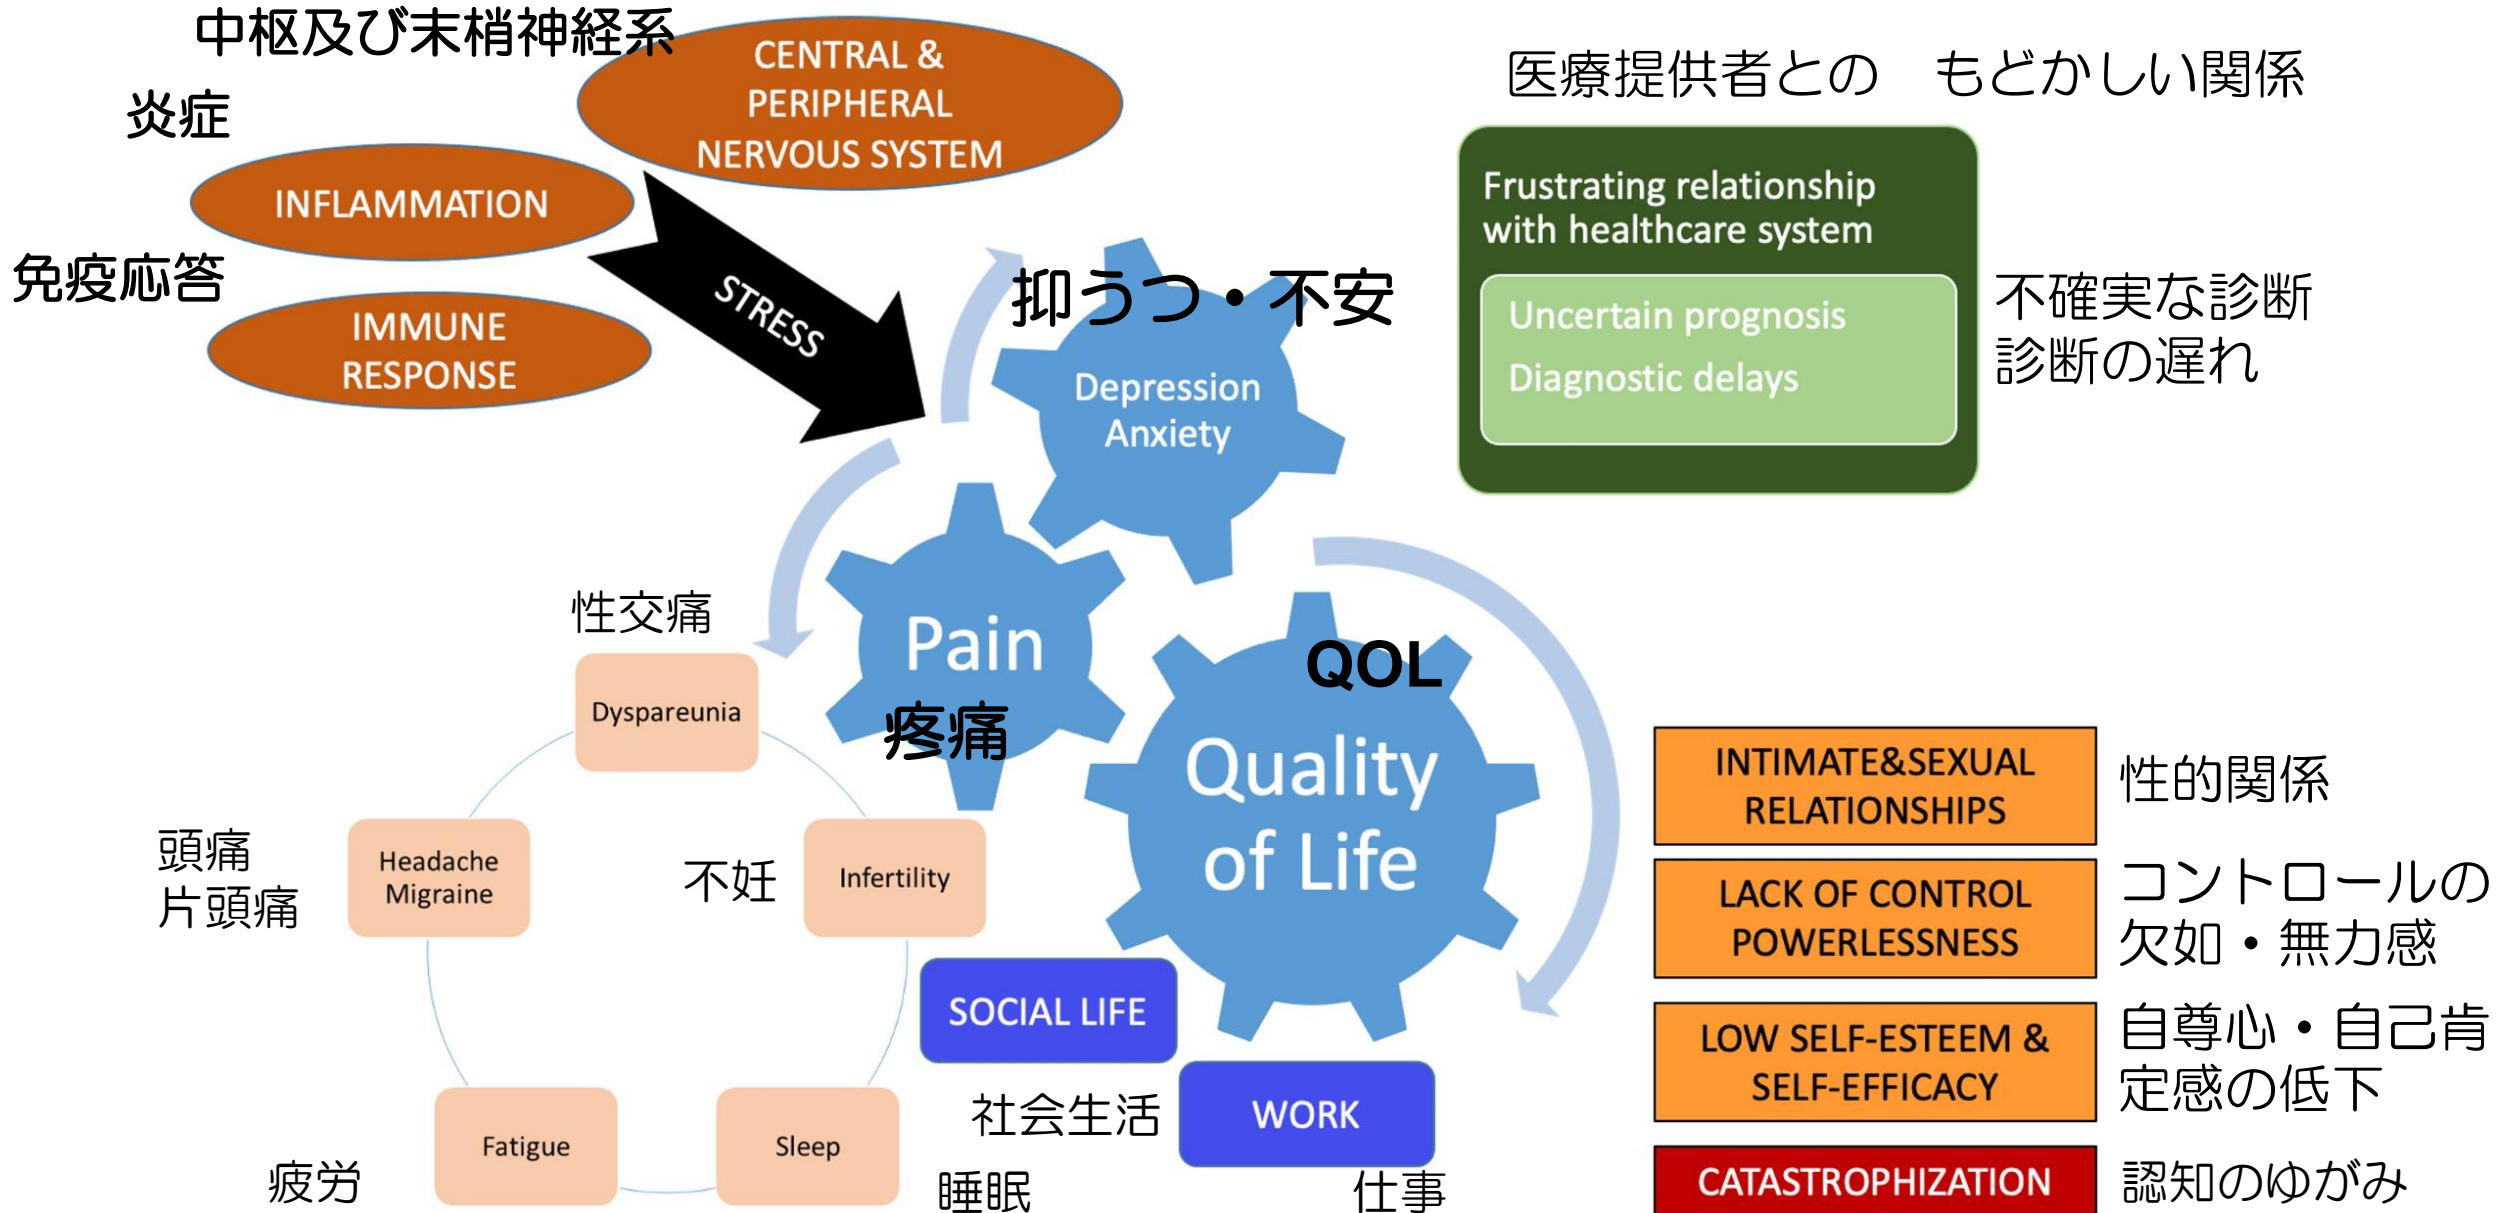 中枢及び末梢神経系
CENTRAL &
PERIPHERAL
NERVOUS SYSTEM
炎症
INFLAMMATION
免疫応答
IMMUNE
RESPONSE
STRESS
医療提供者との もどかしい関係
Frustrating relationship
with healthcare system
Uncertain prognosis
Diagnostic delays
不確実な診断
診断の遅れ
抑うつ・不安
Depression
Anxiety
Pain
疼痛
QOL
Quality
of Life
性交痛
Dyspareunia
頭痛
片頭痛
Headache
Migraine
不妊
Infertility
疲労
Fatigue
Sleep
睡眠
SOCIAL LIFE
社会生活
WORK
仕事
INTIMATE&SEXUAL
RELATIONSHIPS
性的関係
LACK OF CONTROL
POWERLESSNESS
コントロールの
欠如・無力感
LOW SELF-ESTEEM &
SELF-EFFICACY
自尊心・自己肯
定感の低下
CATASTROPHIZATION
認知のゆがみ